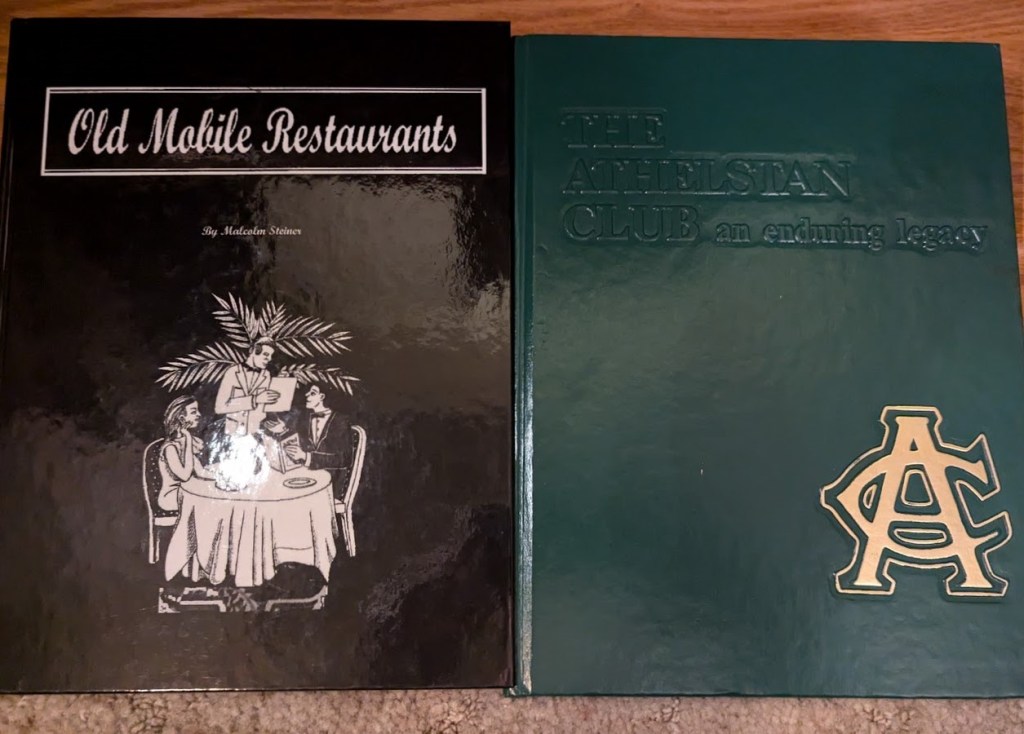 Old Mobile Restaurants
By Malcolm Steiner
THE
ATHELSTAN
CLUB an enduring legacy
AC